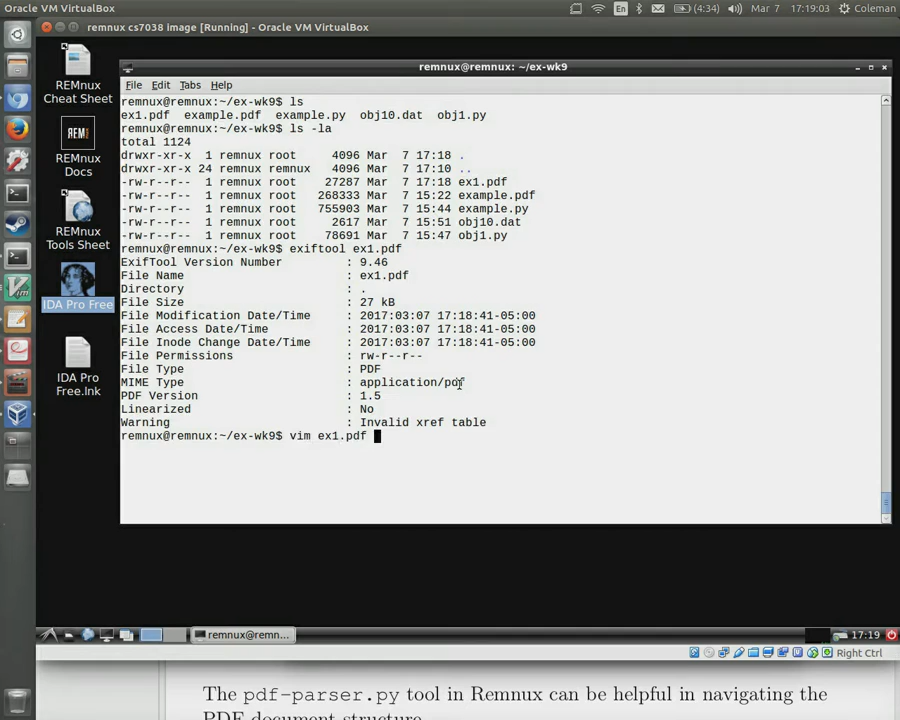 Oracle VM VirtualBox
En
(4:34)
Mar 7
17:19:03
Coleman
remnux cs7038 image [Running] - Oracle VM VirtualBox
REMnux
Cheat Sheet
REM
REMnux
Docs
REMnux
Tools Sheet
IDA Pro Free
IDA Pro
Free.lnk
remnux@remnux: ~/ex-wk9
File Edit Tabs Help
remnux@remnux:~/ex-wk9$ ls
ex1.pdf  example.pdf  example.py  obj10.dat  obj1.py
remnux@remnux:~/ex-wk9$ ls -la
total 1124
drwxr-xr-x  1 remnux root     4096 Mar  7 17:18 .
drwxr-xr-x 24 remnux remnux   4096 Mar  7 17:10 ..
-rw-r--r--  1 remnux root    27287 Mar  7 17:18 ex1.pdf
-rw-r--r--  1 remnux root   268333 Mar  7 15:22 example.pdf
-rw-r--r--  1 remnux root   755903 Mar  7 15:44 example.py
-rw-r--r--  1 remnux root     2617 Mar  7 15:51 obj10.dat
-rw-r--r--  1 remnux root    78691 Mar  7 15:47 obj1.py
remnux@remnux:~/ex-wk9$ exiftool ex1.pdf
ExifTool Version Number         : 9.46
File Name                       : ex1.pdf
Directory                       : .
File Size                       : 27 kB
File Modification Date/Time     : 2017:03:07 17:18:41-05:00
File Access Date/Time           : 2017:03:07 17:18:41-05:00
File Inode Change Date/Time     : 2017:03:07 17:18:41-05:00
File Permissions                : rw-r--r--
File Type                       : PDF
MIME Type                       : application/pdf
PDF Version                     : 1.5
Linearized                      : No
Warning                         : Invalid xref table
remnux@remnux:~/ex-wk9$ vim ex1.pdf
remnux@remn...
17:19
Right Ctrl
The pdf-parser.py tool in Remnux can be helpful in navigating the
PDF document structure